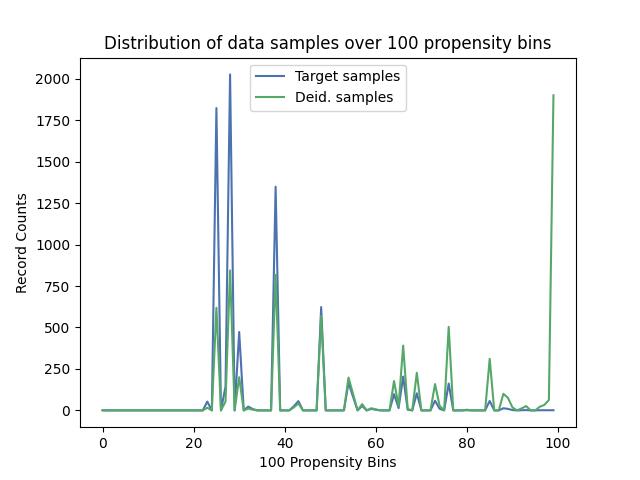 Distribution of data samples over 100 propensity bins
Target samples
Deid. samples
2000
1750
1500
1250
1000
750
500
250
0
Record Counts
0 20 40 60 80 100
100 Propensity Bins